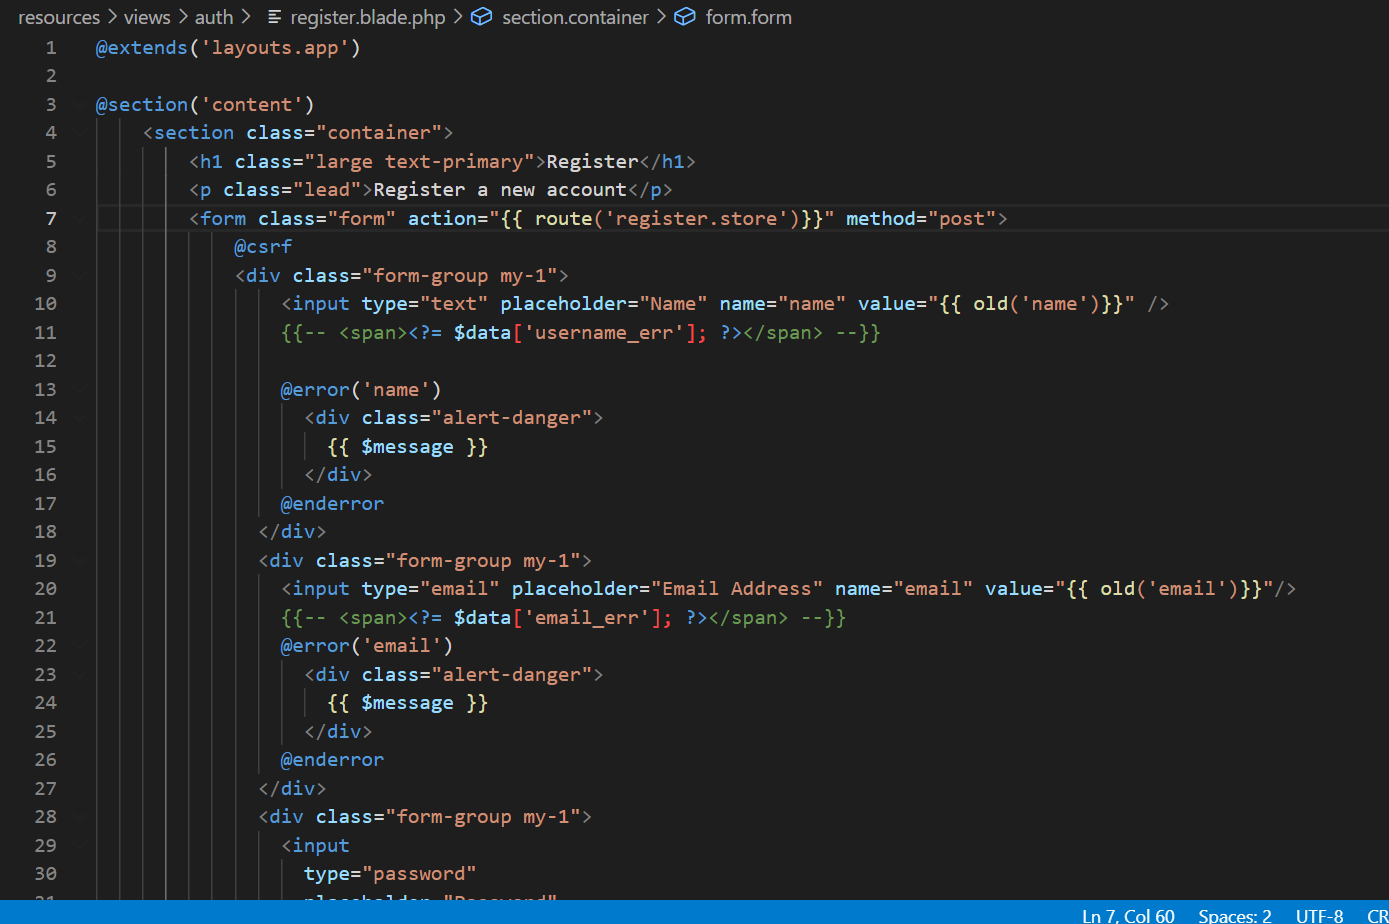 resources > views > auth > register.blade.php > section.container > form.form
1 @extends('layouts.app')
2
3 @section('content')
4 <section class="container">
5 <h1 class="large text-primary">Register</h1>
6 <p class="lead">Register a new account</p>
7 <form class="form" action="{{ route('register.store')}}" method="post">
8 @csrf
9 <div class="form-group my-1">
10 <input type="text" placeholder="Name" name="name" value="{{ old('name')}}" />
11 {{-- <span><?= $data['username_err']; ?></span> --}}
12
13 @error('name')
14 <div class="alert-danger">
15 {{ $message }}
16 </div>
17 @enderror
18 </div>
19 <div class="form-group my-1">
20 <input type="email" placeholder="Email Address" name="email" value="{{ old('email')}}"/>
21 {{-- <span><?= $data['email_err']; ?></span> --}}
22 @error('email')
23 <div class="alert-danger">
24 {{ $message }}
25 </div>
26 @enderror
27 </div>
28 <div class="form-group my-1">
29 <input
30 type="password"
31 placeholder="Password"
Ln 7, Col 60 Spaces: 2 UTF-8 CR